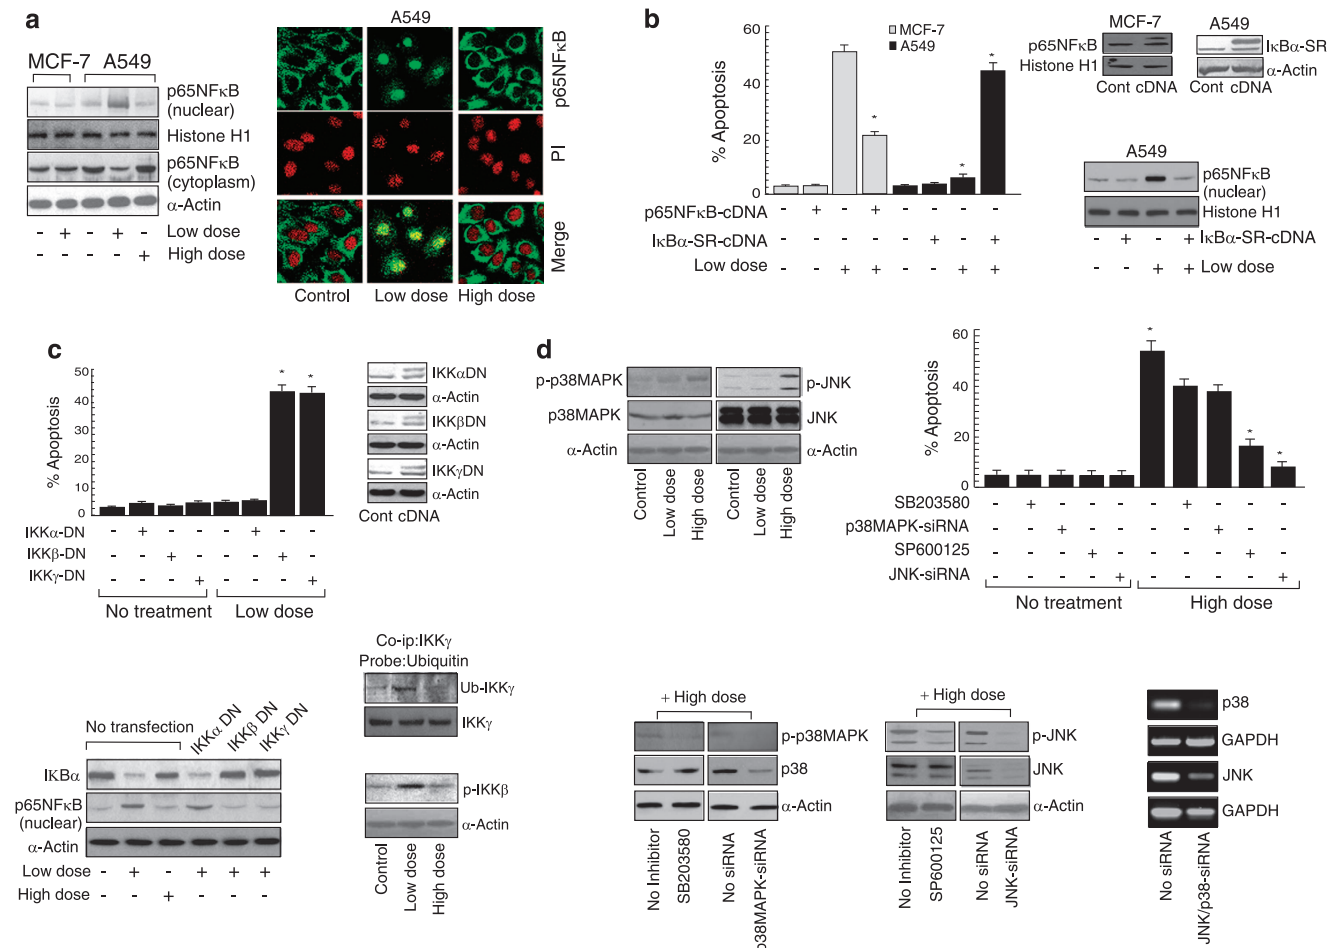 a
MCF-7 A549
p65NFκB
(nuclear)
Histone H1
p65NFκB
(cytoplasm)
α-Actin
- + - + - Low dose
- - - - + High dose
A549
p65NFκB
PI
Merge
Control Low dose High dose
b
MCF-7
A549
% Apoptosis
60
40
20
0
p65NFκB-cDNA - + - + - - - -
IκBα-SR-cDNA - - - - - + - +
Low dose - - + + - - + +
* * *
MCF-7 A549
p65NFκB IκBα-SR
Histone H1 α-Actin
Cont cDNA Cont cDNA
A549
p65NFκB
(nuclear)
Histone H1
- + - + IκBα-SR-cDNA
- - + + Low dose
c
% Apoptosis
50
40
30
20
10
0
* *
IKKα-DN - + - - - + - -
IKKβ-DN - - + - - - + -
IKKγ-DN - - - + - - - +
No treatment Low dose
IKKαDN
α-Actin
IKKβDN
α-Actin
IKKγDN
α-Actin
Cont cDNA
No transfection IKKα DN IKKβ DN IKKγ DN
IKBα
p65NFκB
(nuclear)
α-Actin
Low dose - + - + + +
High dose - - + - - -
Co-ip:IKKγ
Probe:Ubiquitin
Ub-IKKγ
IKKγ
p-IKKβ
α-Actin
Control Low dose High dose
d
p-p38MAPK p-JNK
p38MAPK JNK
α-Actin α-Actin
Control Low dose High dose Control Low dose High dose
% Apoptosis
60
40
20
0
* * *
SB203580 - + - - - - + - - -
p38MAPK-siRNA - - + - - - - + - -
SP600125 - - - + - - - - + -
JNK-siRNA - - - - + - - - - +
No treatment High dose
+ High dose
p-p38MAPK
p38
α-Actin
No Inhibitor SB203580 No siRNA p38MAPK-siRNA
+ High dose
p-JNK
JNK
α-Actin
No Inhibitor SP600125 No siRNA JNK-siRNA
p38
GAPDH
JNK
GAPDH
No siRNA JNK/p38-siRNA